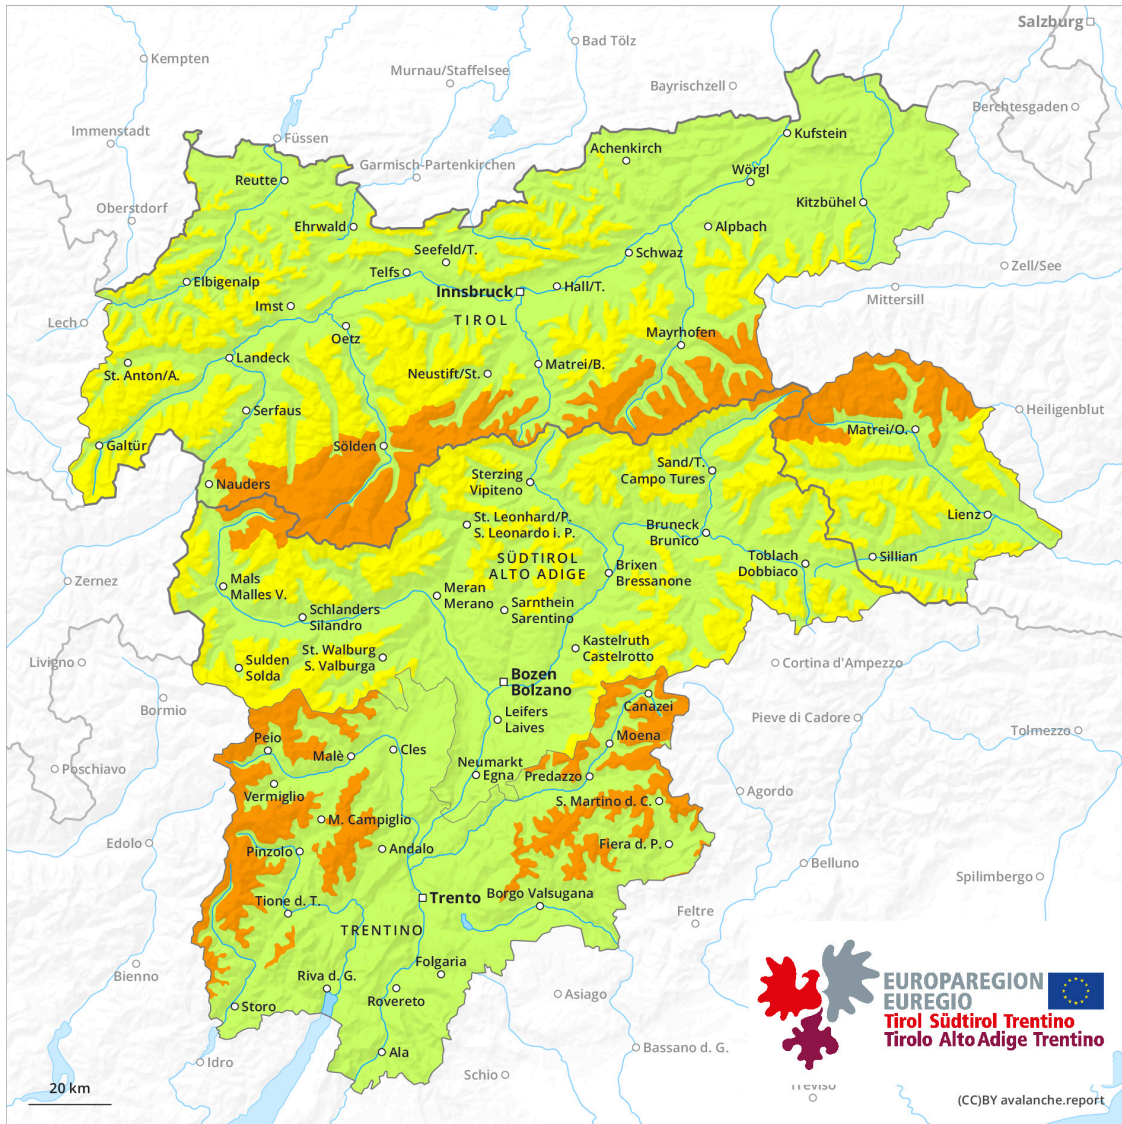 Salzburg
Bad Tölz
Kempten
Murnau/Staffelsee
Bayrischzell
Berchtesgaden
Immenstadt
Füssen
Kufstein
Achenkirch
Garmisch-Partenkirchen
Wörgl
Reutte
Kitzbühel
Oberstdorf
Ehrwald
Alpbach
Seefeld/T.
Schwaz
Zell/See
Telfs
Elbigenalp
Hall/T.
Innsbruck
Mittersill
Imst
TIROL
Lech
Oetz
Mayrhofen
Landeck
Matrei/B.
St. Anton/A.
Neustift/St.
Serfaus
Heiligenblut
Matrei/O.
Galtür
Sölden
Sand/T.
Campo Tures
Sterzing
Vipiteno
Nauders
Lienz
St. Leonhard/P.
S. Leonardo i. P.
Bruneck
Brunico
SÜDTIROL
ALTO ADIGE
Toblach
Dobbiaco
Sillian
Brixen
Bressanone
Zernez
Mals
Malles V.
Meran
Merano
Sarnthein
Sarentino
Schlanders
Silandro
Kastelruth
Castelrotto
St. Walburg
S. Valburga
Livigno
Sulden
Solda
Cortina d'Ampezzo
Bozen
Bolzano
Bormio
Canazei
Leifers
Laives
Pieve di Cadore
Tolmezzo
Peio
Moena
Cles
Malè
Neumarkt
Egna
Predazzo
Poschiavo
Vermiglio
Agordo
S. Martino d. C.
M. Campiglio
Edolo
Fiera d. P.
Pinzolo
Andalo
Belluno
Spilimbergo
Borgo Valsugana
Trento
Tione d. T.
Feltre
TRENTINO
Folgaria
Bienno
Riva d. G.
Asiago
Rovereto
Storo
EUROPAREGION
EUREGIO
Tirol Südtirol Trentino
Tirolo Alto Adige Trentino
Bassano d. G.
Ala
Idro
Schio
Treviso
20 km
(CC)BY avalanche.report